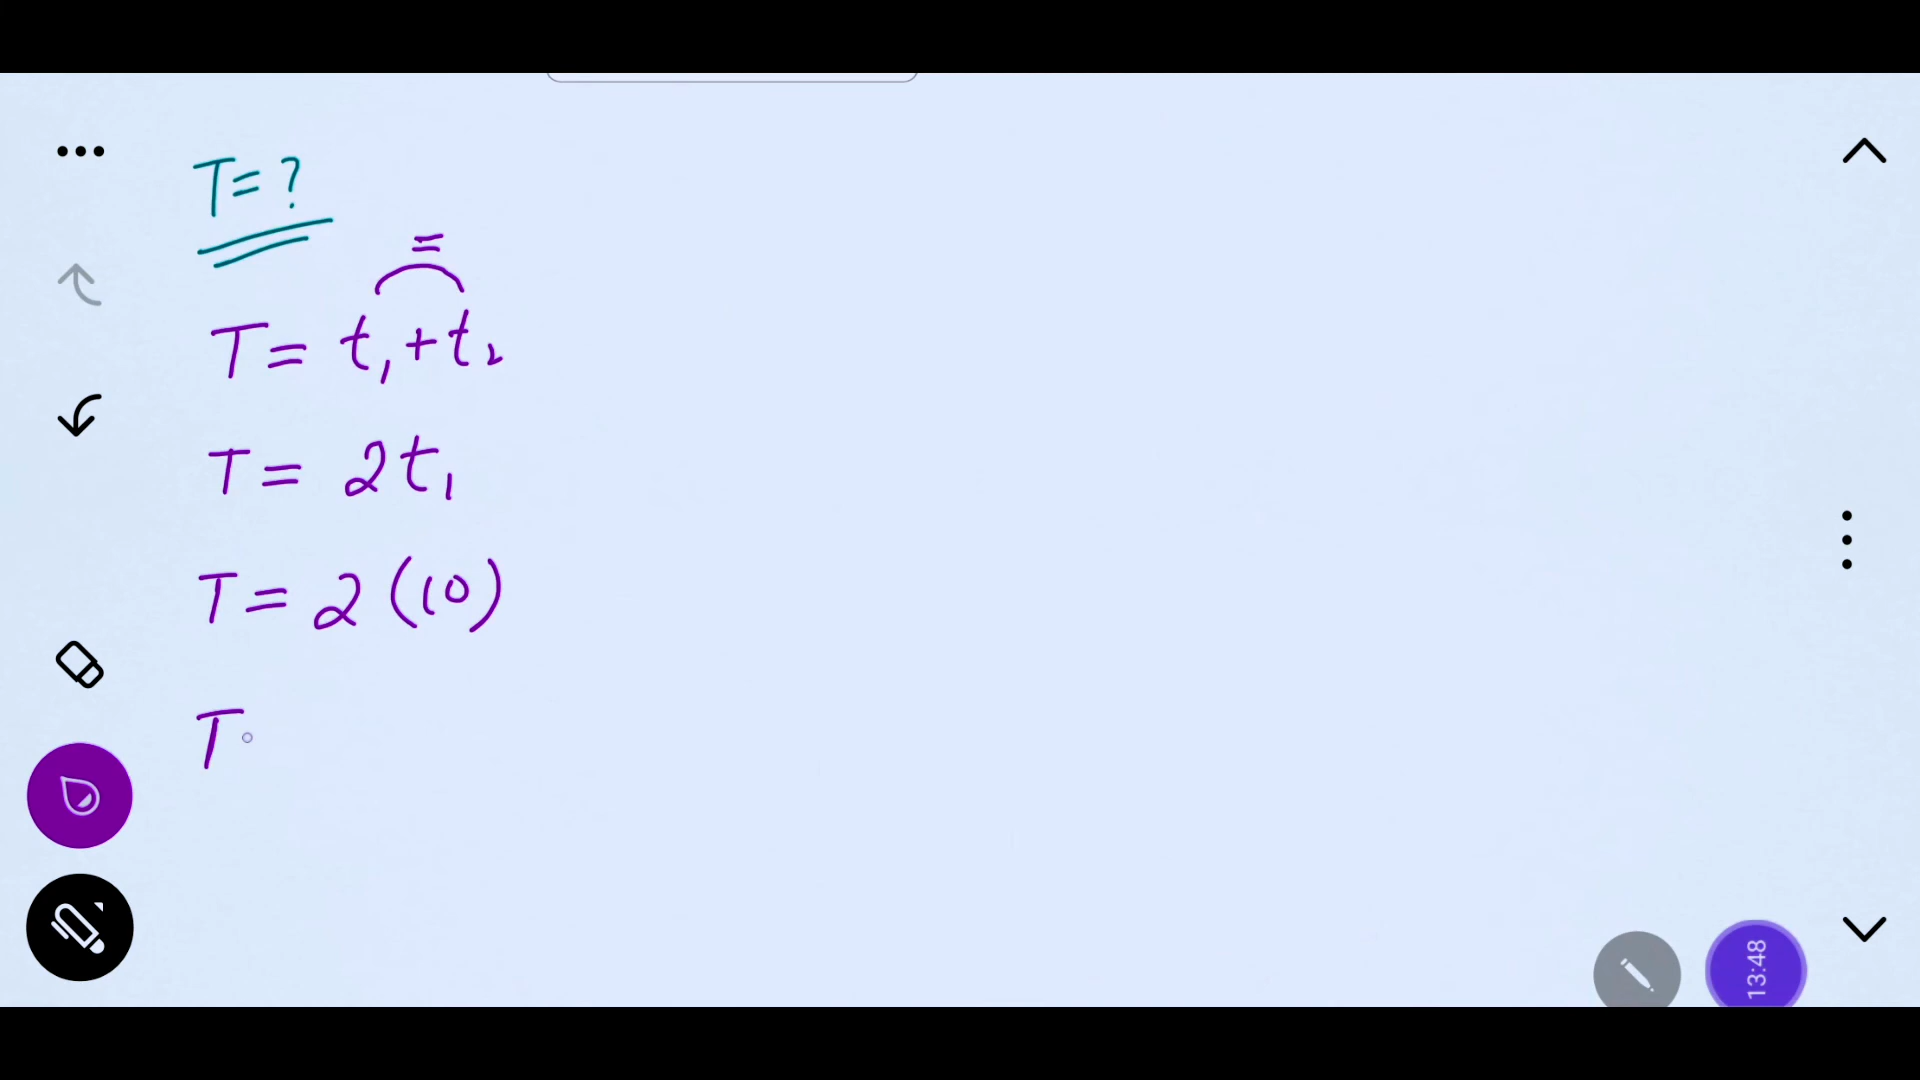 T = ?
=
T = t₁ + t₂
T = 2t₁
T = 2 (10)
T
13:48